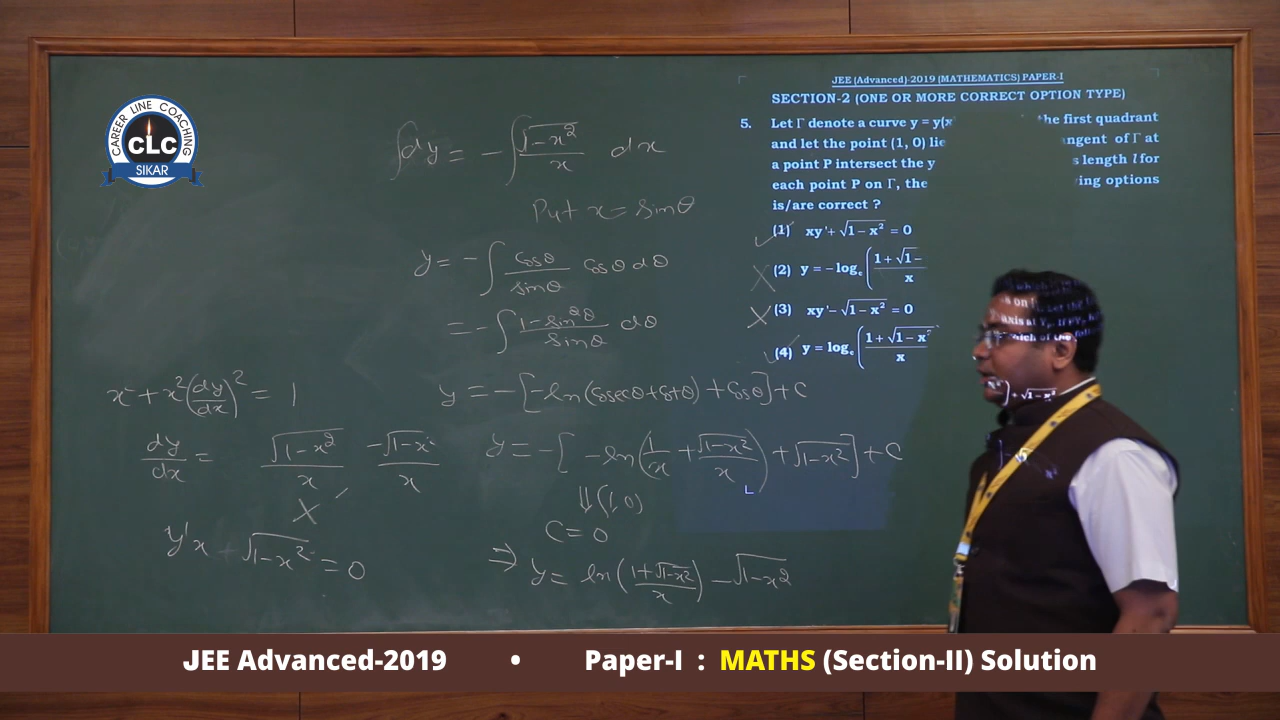 CAREER LINE COACHING
CLC
SIKAR
JEE (Advanced)-2019 (MATHEMATICS) PAPER-I
SECTION-2 (ONE OR MORE CORRECT OPTION TYPE)
5. Let Γ denote a curve y = y(x the first quadrant
and let the point (1, 0) lie angent of Γ at
a point P intersect the y s length l for
each point P on Γ, the ing options
is/are correct ?
(1) xy'+ √1−x² = 0
(2) y = −logₑ(1 + √1− / x
(3) xy'− √1−x² = 0
(4) y = logₑ(1 + √1−x² / x
∫dy = −∫ √1−x² / x dx
Put x = sinθ
y = −∫ cosθ / sinθ cosθ dθ
= −∫ 1−sin²θ / sinθ dθ
y = −[−ln(cosecθ+cotθ) + cosθ] + C
y = −[−ln(1/x + √1−x² / x) + √1−x²] + C
⇓(1, 0)
C = 0
⇒ y = ln(1+√1−x² / x) − √1−x²
x² + x²(dy/dx)² = 1
dy/dx = √1−x² / x −√1−x² / x
X
y'x + √1−x² = 0
JEE Advanced-2019 • Paper-I : MATHS (Section-II) Solution